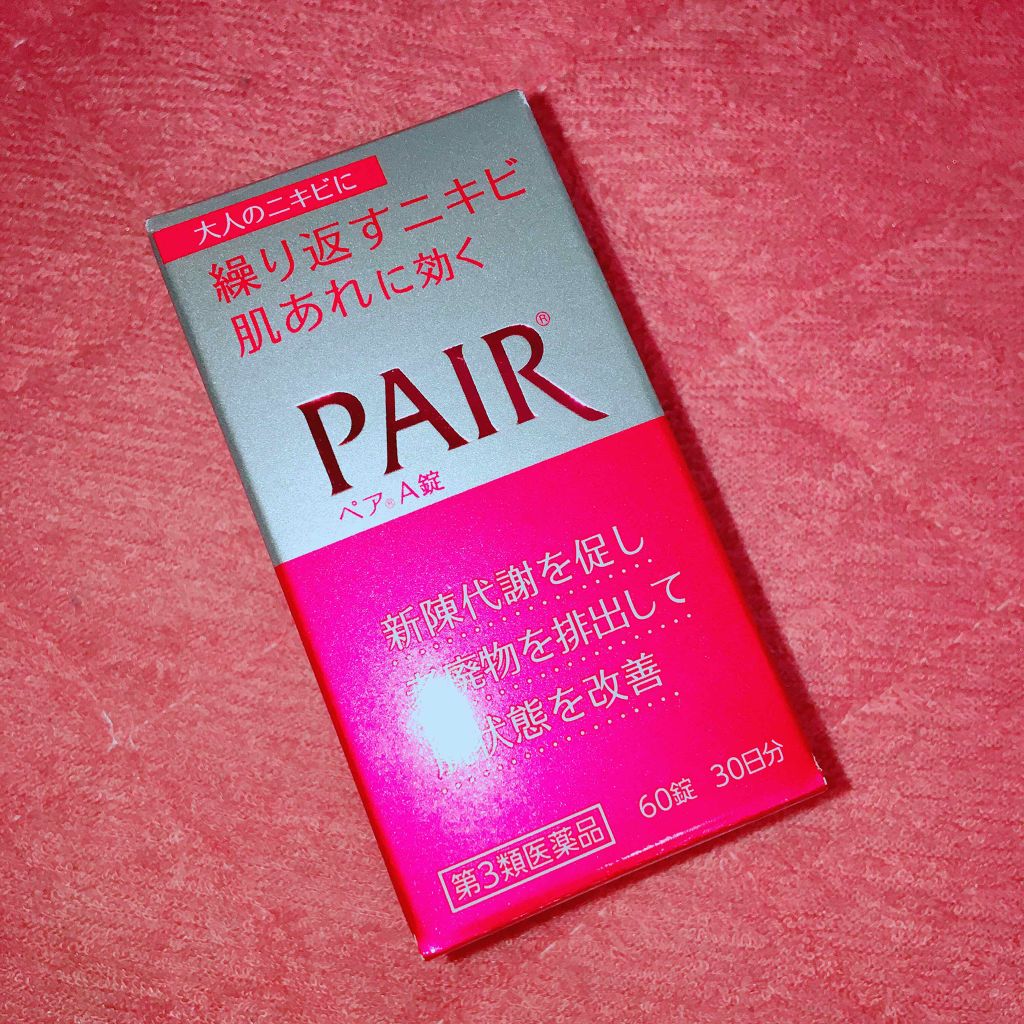 大人のニキビに
繰り返すニキビ
肌あれに効く
PAIR®
ペア®A錠
新陳代謝を促し
廃物を排出して
状態を改善
60錠 30日分
第3類医薬品